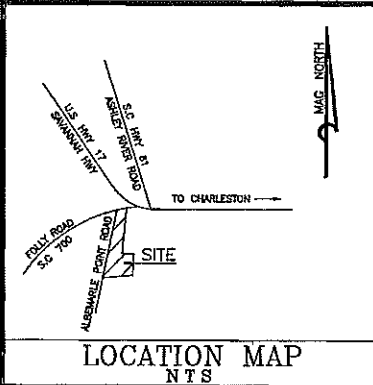 MAG NORTH
U.S HWY 17
SAVANNAH HWY
S.C HWY 61
ASHLEY RIVER ROAD
TO CHARLESTON
FOLLY ROAD
S.C 700
ALBEMARLE POINT ROAD
SITE
LOCATION MAP
NTS